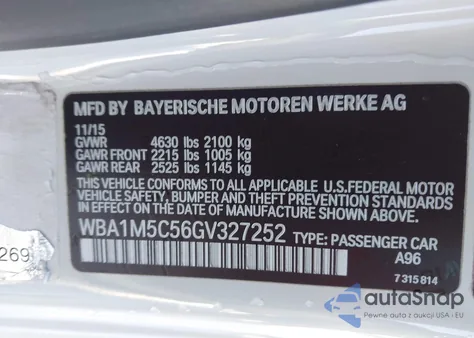 MFD BY BAYERISCHE MOTOREN WERKE AG
11/15
GVWR 4630 lbs 2100 kg
GAWR FRONT 2215 lbs 1005 kg
GAWR REAR 2525 lbs 1145 kg
THIS VEHICLE CONFORMS TO ALL APPLICABLE U.S.FEDERAL MOTOR
VEHICLE SAFETY, BUMPER, AND THEFT PREVENTION STANDARDS IN
EFFECT ON THE DATE OF MANUFACTURE SHOWN ABOVE.
WBA1M5C56GV327252 TYPE: PASSENGER CAR
A96
7 315 814
269
autoSnap
Pewne auta z aukcji USA i EU